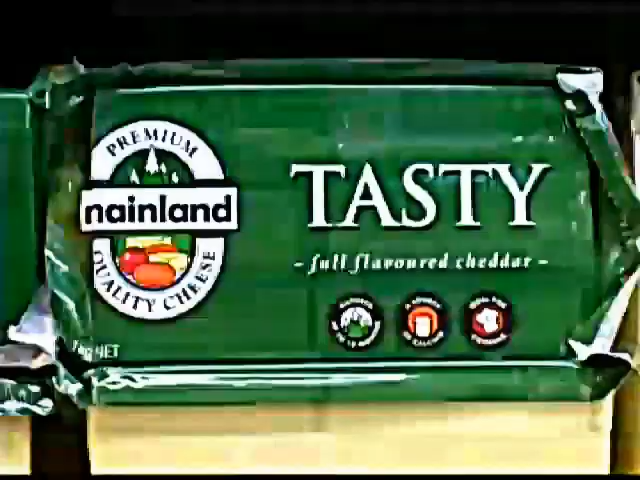 PREMIUM
nainland
QUALITY CHEESE
TASTY
- full flavoured cheddar -
NET